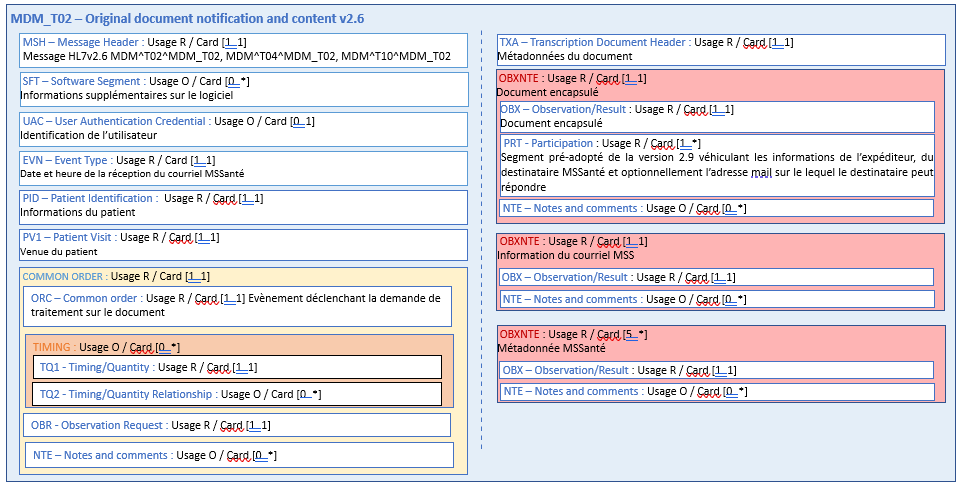 MDM_T02 – Original document notification and content v2.6
MSH – Message Header : Usage R / Card [1..1]
Message HL7v2.6 MDM^T02^MDM_T02, MDM^T04^MDM_T02, MDM^T10^MDM_T02
SFT – Software Segment : Usage O / Card [0..*]
Informations supplémentaires sur le logiciel
UAC – User Authentication Credential : Usage O / Card [0..1]
Identification de l'utilisateur
EVN – Event Type : Usage R / Card [1..1]
Date et heure de la réception du courriel MSSanté
PID – Patient Identification : Usage R / Card [1..1]
Informations du patient
PV1 – Patient Visit : Usage R / Card [1..1]
Venue du patient
COMMON ORDER : Usage R / Card [1..1]
ORC – Common order : Usage R / Card [1..1] Evènement déclenchant la demande de
traitement sur le document
TIMING : Usage O / Card [0..*]
TQ1 - Timing/Quantity : Usage R / Card [1..1]
TQ2 - Timing/Quantity Relationship : Usage O / Card [0..*]
OBR - Observation Request : Usage R / Card [1..1]
NTE – Notes and comments : Usage O / Card [0..*]
TXA – Transcription Document Header : Usage R / Card [1..1]
Métadonnées du document
OBXNTE : Usage R / Card [1..1]
Document encapsulé
OBX – Observation/Result : Usage R / Card [1..1]
Document encapsulé
PRT - Participation : Usage R / Card [1..*]
Segment pré-adopté de la version 2.9 véhiculant les informations de l'expéditeur, du
destinataire MSSanté et optionnellement l'adresse mail sur le lequel le destinataire peut
répondre
NTE – Notes and comments : Usage O / Card [0..*]
OBXNTE : Usage R / Card [1..1]
Information du courriel MSS
OBX – Observation/Result : Usage R / Card [1..1]
NTE – Notes and comments : Usage O / Card [0..*]
OBXNTE : Usage R / Card [5..*]
Métadonnée MSSanté
OBX – Observation/Result : Usage R / Card [1..1]
NTE – Notes and comments : Usage O / Card [0..*]